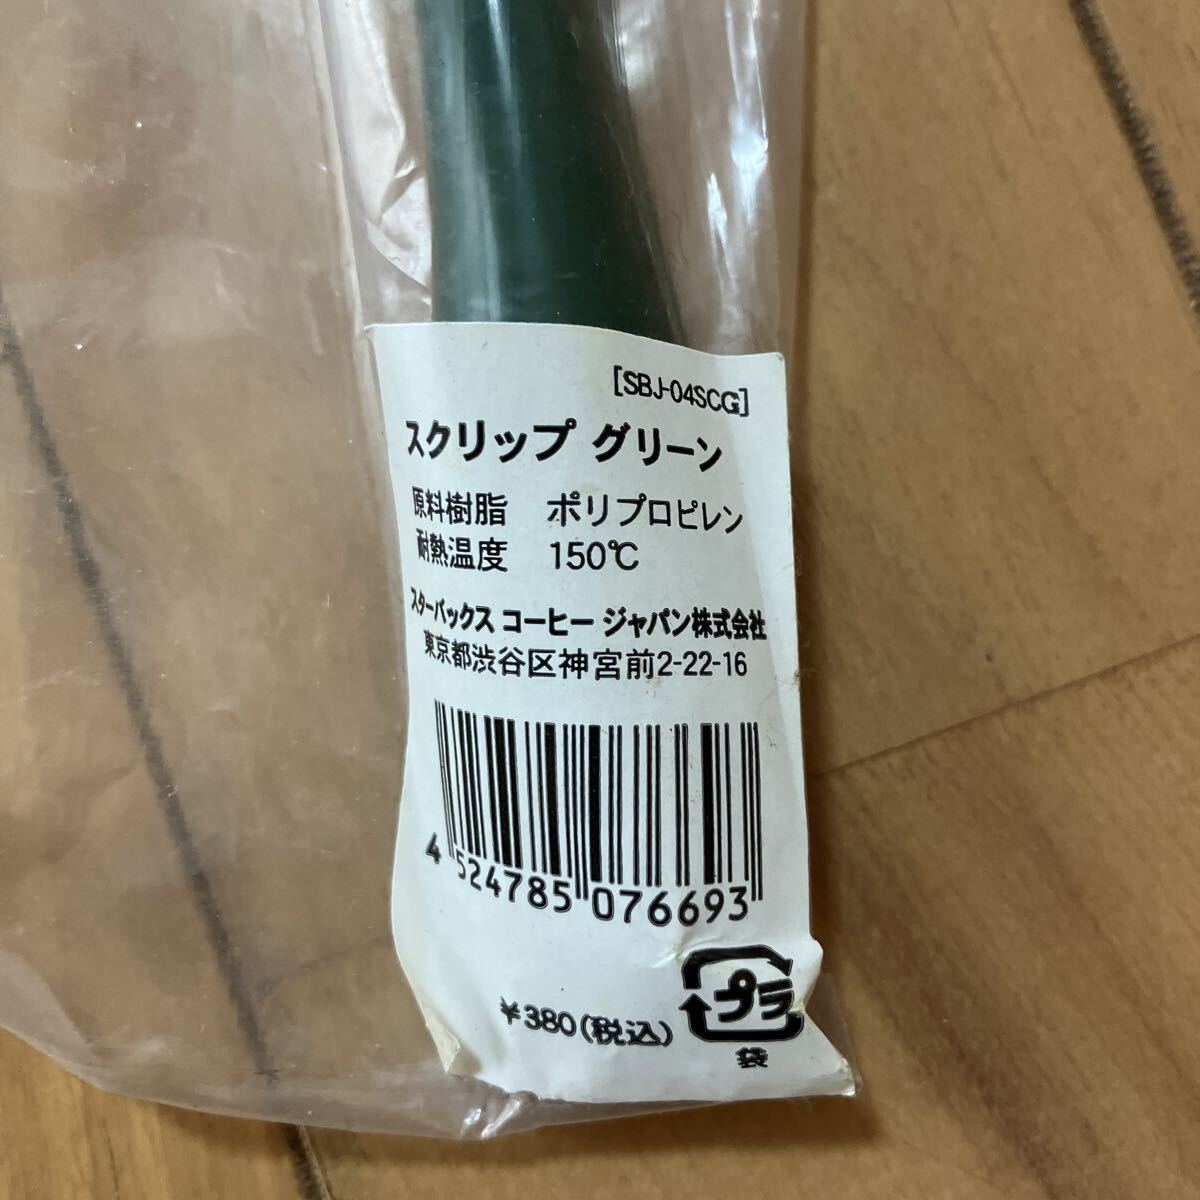 [SBJ-04SCG]
スクリップ グリーン
原料樹脂 ポリプロピレン
耐熱温度 150℃
スターバックス コーヒー ジャパン株式会社
東京都渋谷区神宮前2-22-16
4 524785 076693
¥380(税込)
プラ
袋